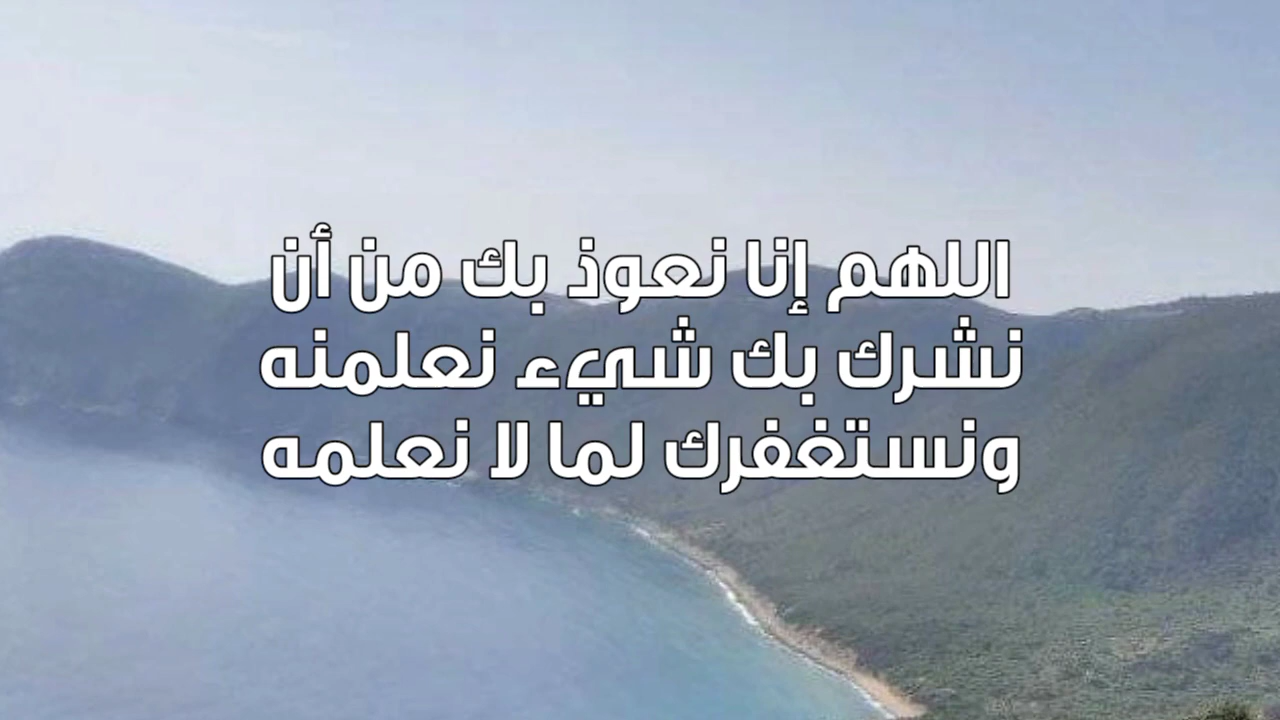 اللهم إنا نعوذ بك من أن
نشرك بك شيء نعلمنه
ونستغفرك لما لا نعلمه